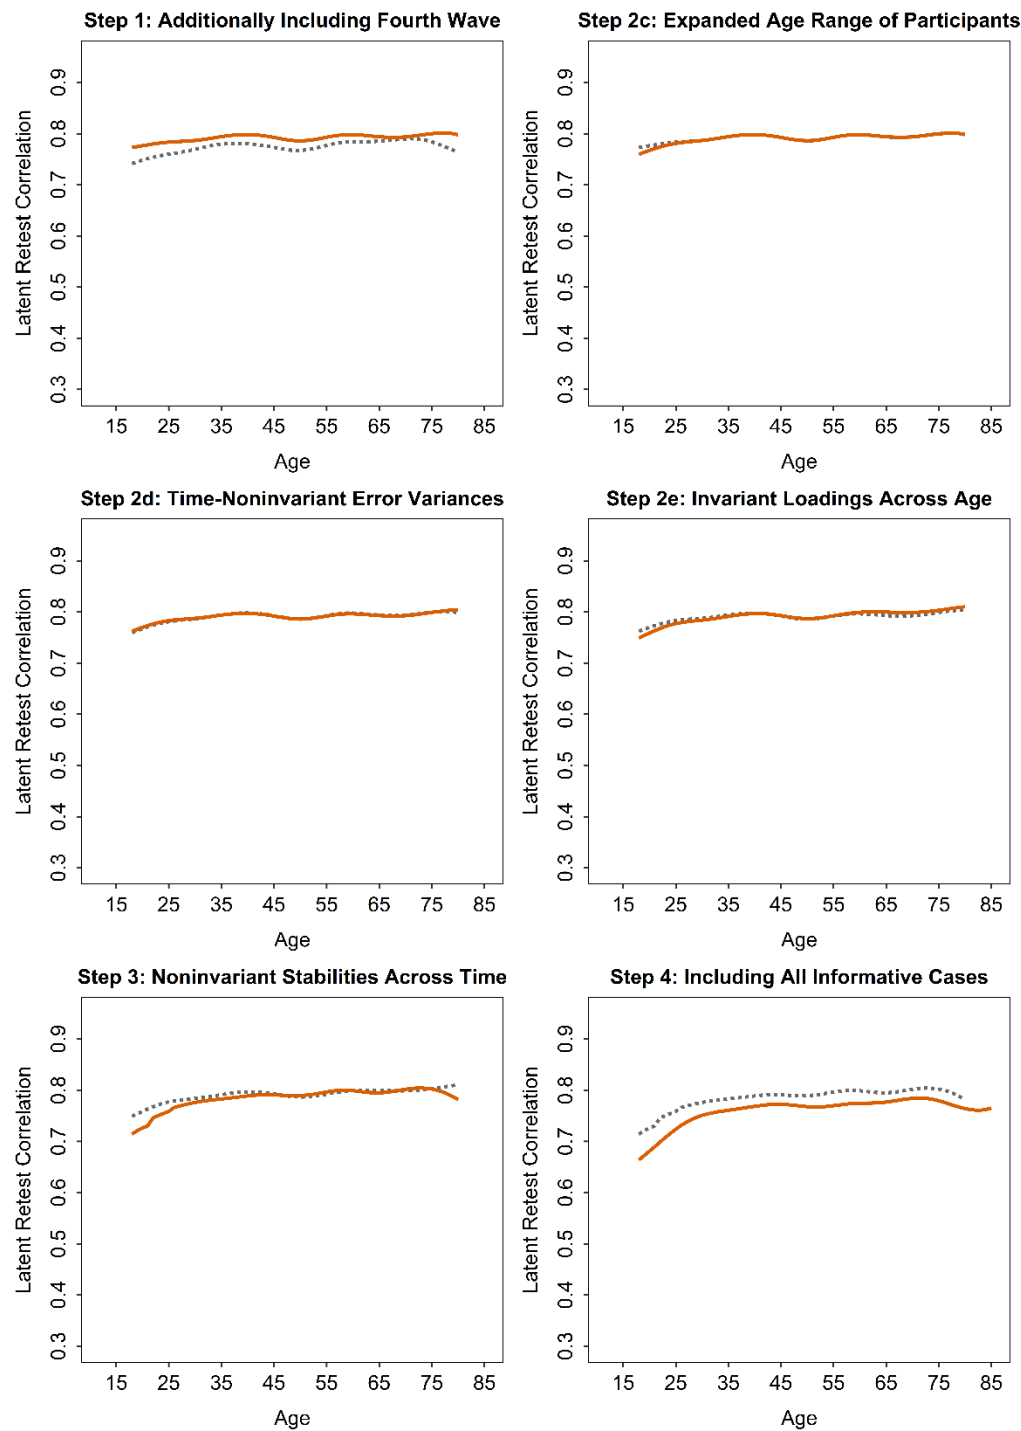 Step 1: Additionally Including Fourth Wave
Latent Retest Correlation
0.9
0.8
0.7
0.6
0.5
0.4
0.3
15 25 35 45 55 65 75 85
Age
Step 2c: Expanded Age Range of Participants
Latent Retest Correlation
0.9
0.8
0.7
0.6
0.5
0.4
0.3
15 25 35 45 55 65 75 85
Age
Step 2d: Time-Noninvariant Error Variances
Latent Retest Correlation
0.9
0.8
0.7
0.6
0.5
0.4
0.3
15 25 35 45 55 65 75 85
Age
Step 2e: Invariant Loadings Across Age
Latent Retest Correlation
0.9
0.8
0.7
0.6
0.5
0.4
0.3
15 25 35 45 55 65 75 85
Age
Step 3: Noninvariant Stabilities Across Time
Latent Retest Correlation
0.9
0.8
0.7
0.6
0.5
0.4
0.3
15 25 35 45 55 65 75 85
Age
Step 4: Including All Informative Cases
Latent Retest Correlation
0.9
0.8
0.7
0.6
0.5
0.4
0.3
15 25 35 45 55 65 75 85
Age